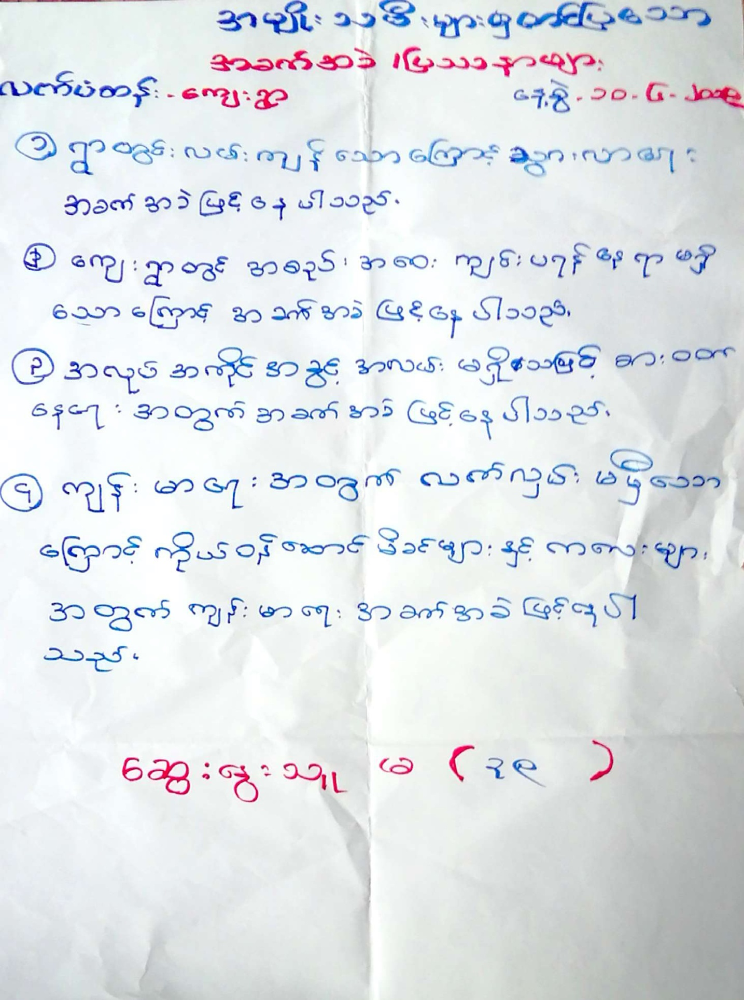 အမျိုးသမီးများမှတင်ပြသော
အခက်အခဲ၊ပြဿနာများ
လက်ပံတန်း - ကျေးရွာ နေ့စွဲ - ၁၀-၆-၂၀၁၉
၁ ရွာတွင်းလမ်းကျန်သောကြောင့် သွား၊လာရေး
အခက်အခဲဖြင့်နေပါသည်။
၂ ကျေးရွာတွင် အစည်းအဝေး ကျင်းပရန်နေရာမရှိ
သောကြောင့် အခက်အခဲဖြင့်နေပါသည်။
၃ အလုပ်အကိုင်အခွင့်အလမ်း မရှိသေဖြင့် စားဝတ်
နေရေးအတွက်အခက်အခဲဖြင့်နေပါသည်။
၄ ကျန်းမာရေးအတွက် လက်လှမ်းမမှီသော
ကြောင့် ကိုယ်ဝန်ဆောင်မိခင်များနှင့်ကလေးများ
အတွက် ကျန်းမာရေးအခက်အခဲဖြင့်နေပါ
သည်။
ဆွေးနွေးသူ မ ( ၃၉ )